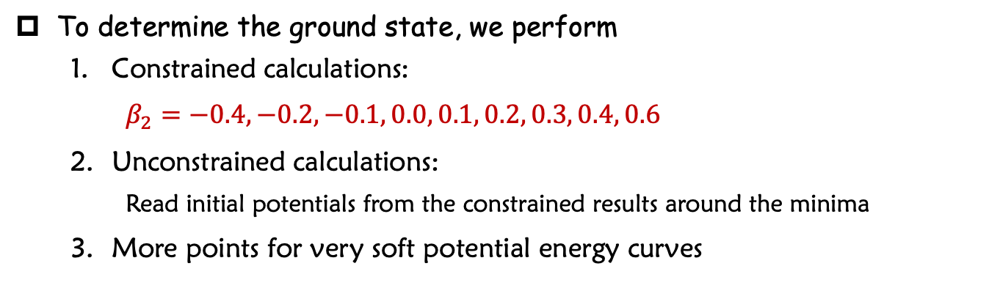 To determine the ground state, we perform
1. Constrained calculations:
β₂ = −0.4, −0.2, −0.1, 0.0, 0.1, 0.2, 0.3, 0.4, 0.6
2. Unconstrained calculations:
Read initial potentials from the constrained results around the minima
3. More points for very soft potential energy curves